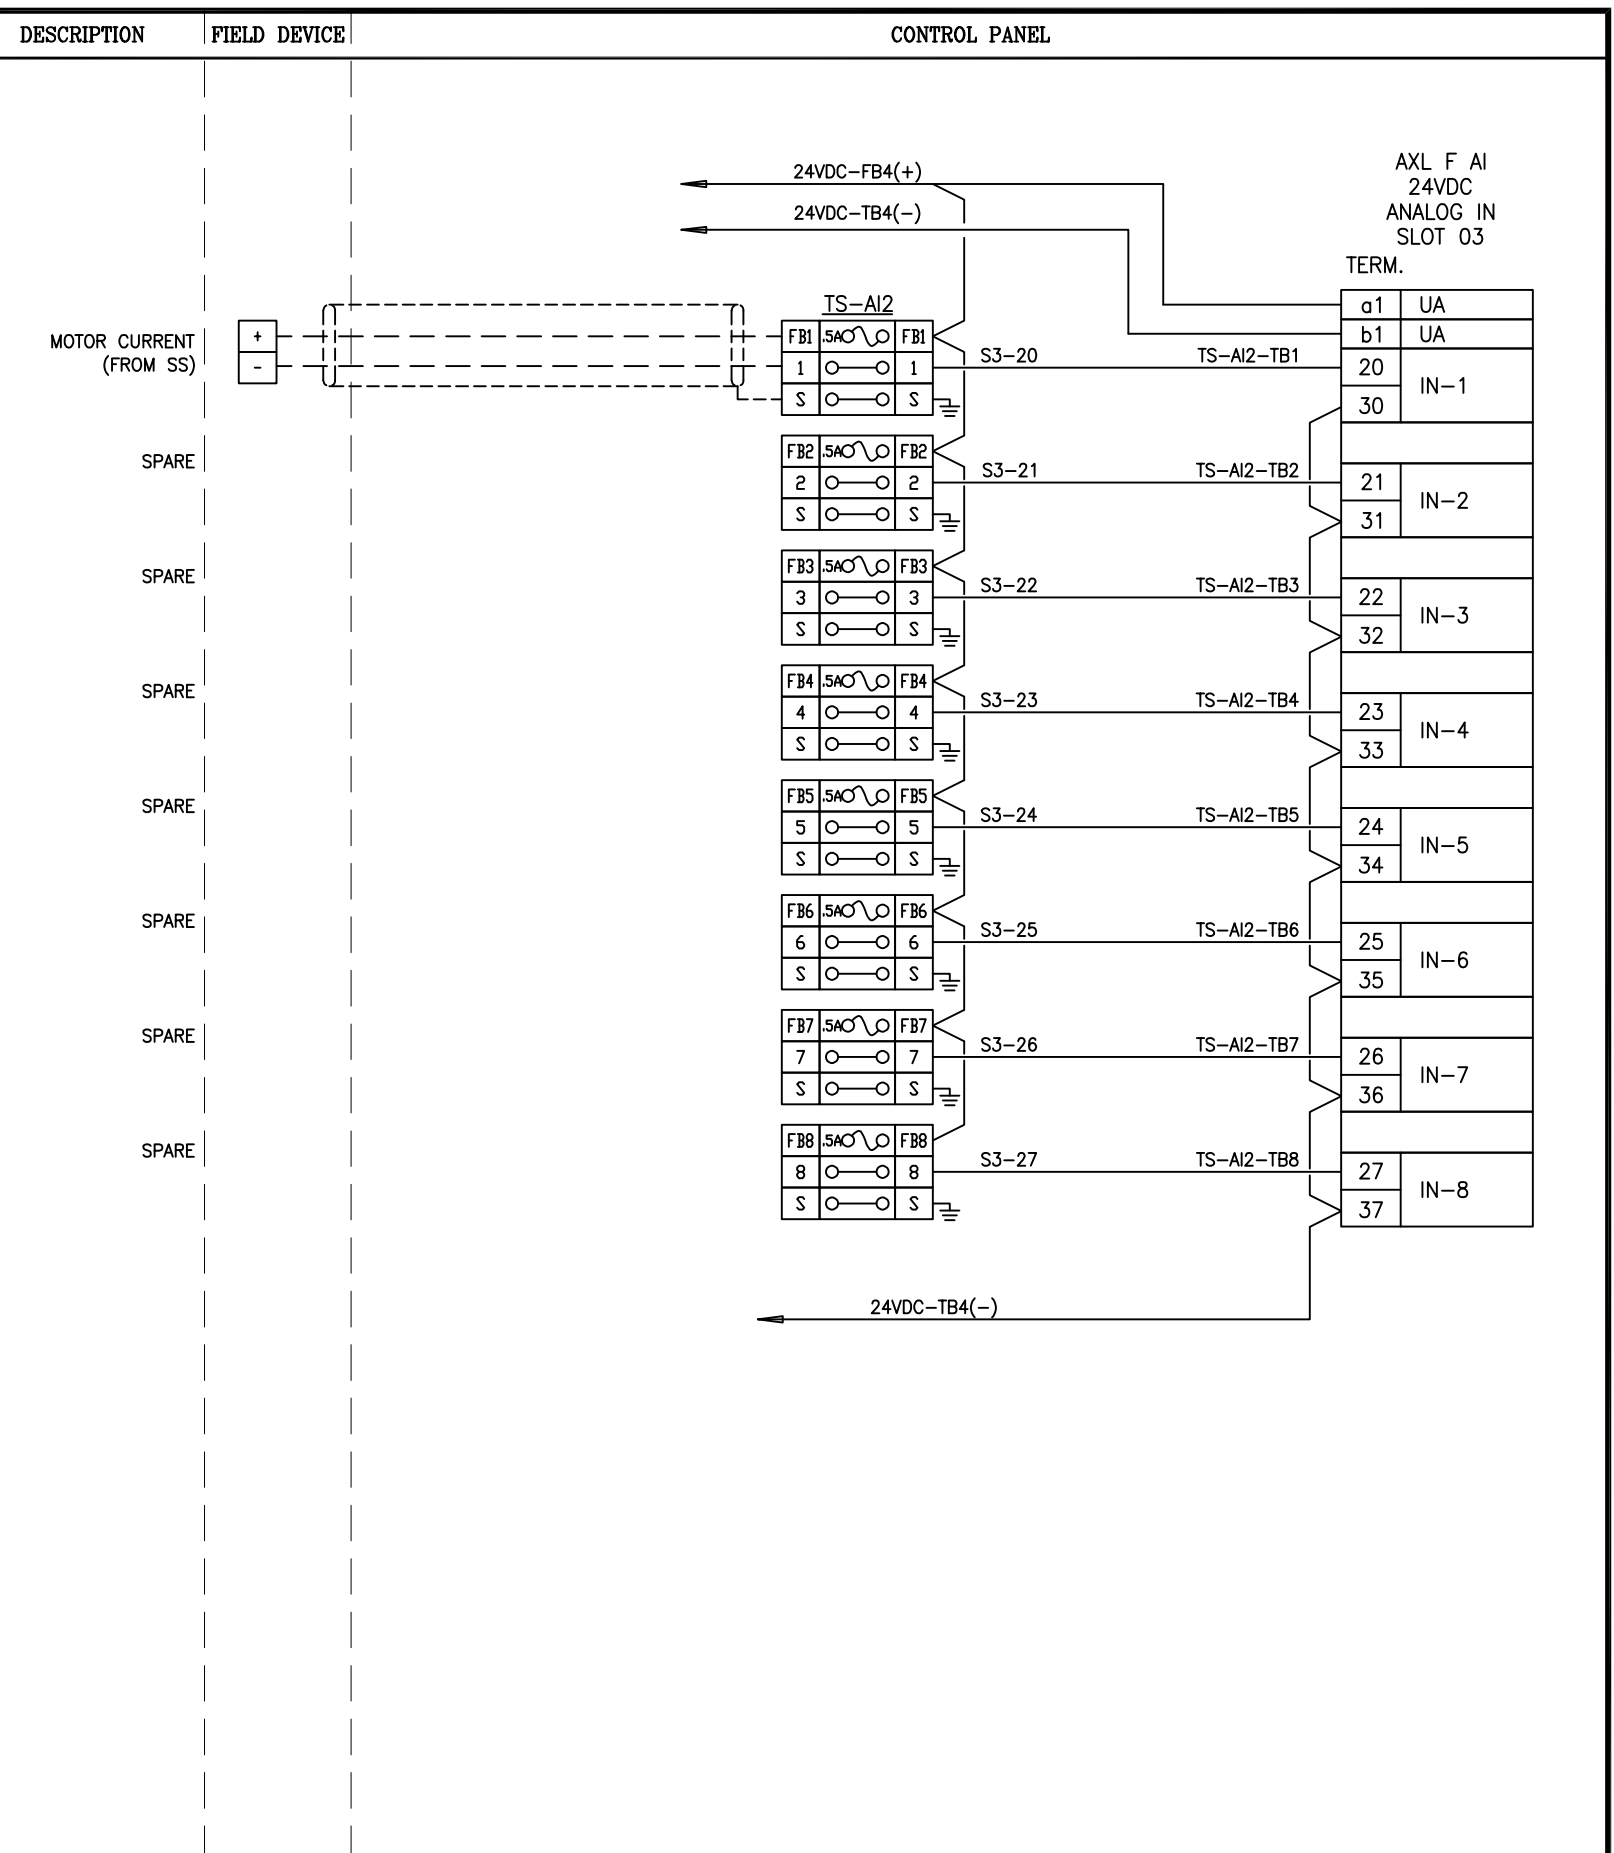 DESCRIPTION FIELD DEVICE CONTROL PANEL
AXL F AI
24VDC
ANALOG IN
SLOT 03
TERM.
24VDC-FB4(+)
24VDC-TB4(-)
TS-AI2
a1 UA
b1 UA
MOTOR CURRENT
(FROM SS)
+
-
FB1 .5A FB1
1 1 S3-20 TS-AI2-TB1 20 IN-1
S S 30
SPARE FB2 .5A FB2
2 2 S3-21 TS-AI2-TB2 21 IN-2
S S 31
SPARE FB3 .5A FB3
3 3 S3-22 TS-AI2-TB3 22 IN-3
S S 32
SPARE FB4 .5A FB4
4 4 S3-23 TS-AI2-TB4 23 IN-4
S S 33
SPARE FB5 .5A FB5
5 5 S3-24 TS-AI2-TB5 24 IN-5
S S 34
SPARE FB6 .5A FB6
6 6 S3-25 TS-AI2-TB6 25 IN-6
S S 35
SPARE FB7 .5A FB7
7 7 S3-26 TS-AI2-TB7 26 IN-7
S S 36
SPARE FB8 .5A FB8
8 8 S3-27 TS-AI2-TB8 27 IN-8
S S 37
24VDC-TB4(-)